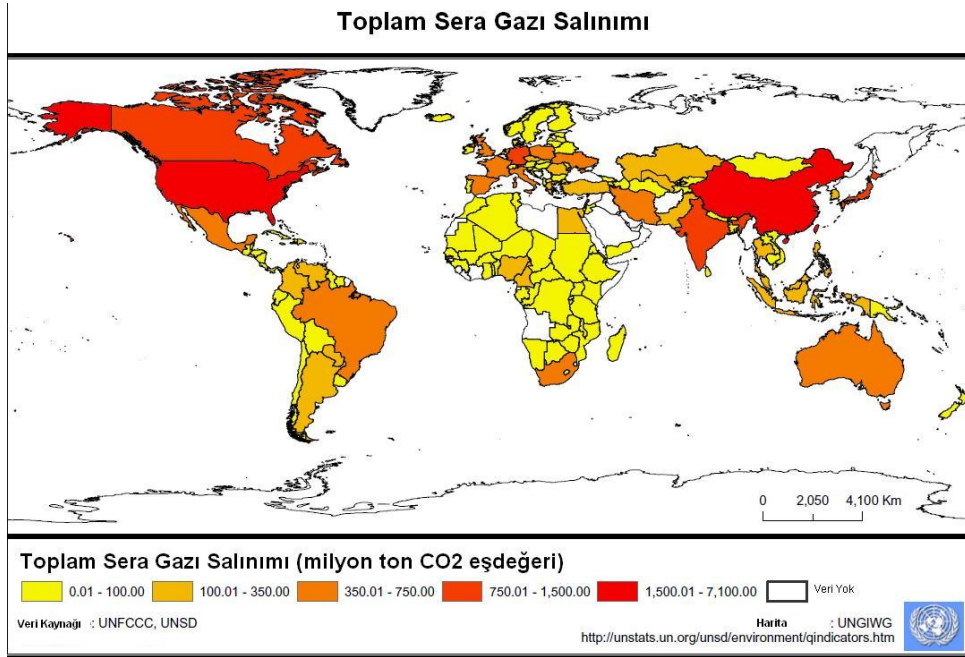 Toplam Sera Gazı Salınımı
0 2,050 4,100 Km
Toplam Sera Gazı Salınımı (milyon ton CO2 eşdeğeri)
0.01 - 100.00 100.01 - 350.00 350.01 - 750.00 750.01 - 1,500.00 1,500.01 - 7,100.00 Veri Yok
Veri Kaynağı : UNFCCC, UNSD Harita : UNGIWG
http://unstats.un.org/unsd/environment/qindicators.htm